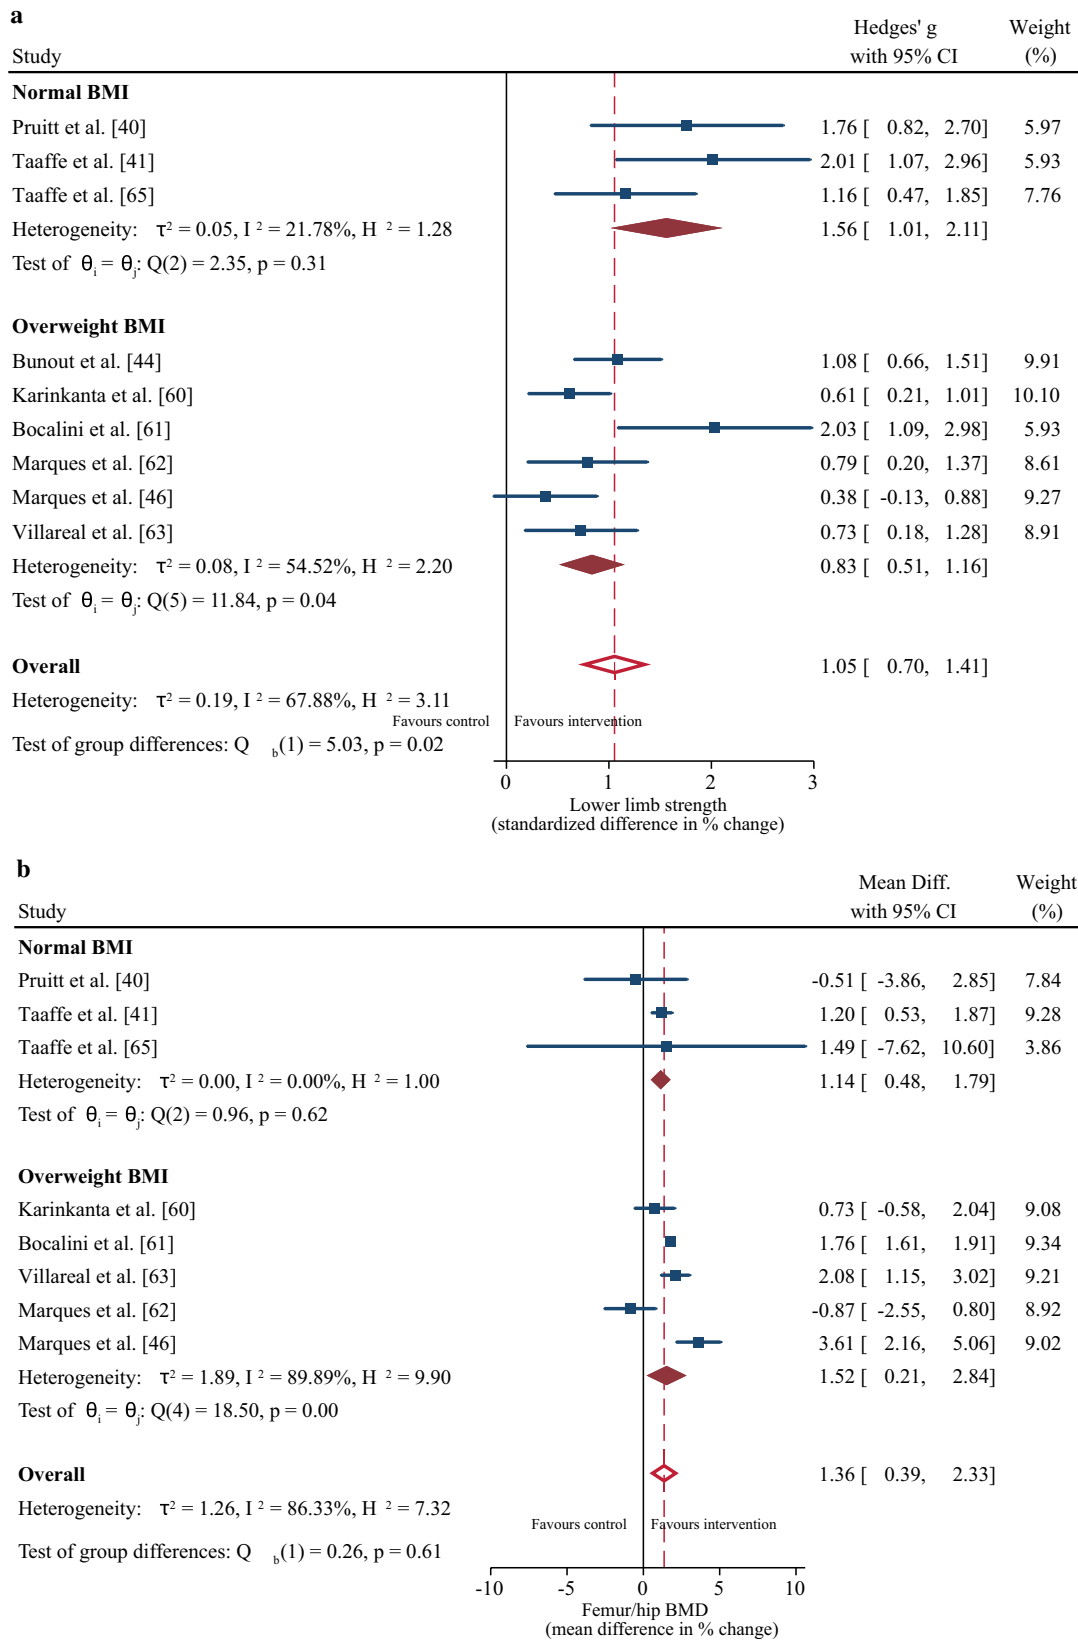 a
Hedges' g Weight
Study with 95% CI (%)
Normal BMI
Pruitt et al. [40] 1.76 [ 0.82, 2.70] 5.97
Taaffe et al. [41] 2.01 [ 1.07, 2.96] 5.93
Taaffe et al. [65] 1.16 [ 0.47, 1.85] 7.76
Heterogeneity: τ² = 0.05, I ² = 21.78%, H ² = 1.28 1.56 [ 1.01, 2.11]
Test of θᵢ = θⱼ: Q(2) = 2.35, p = 0.31
Overweight BMI
Bunout et al. [44] 1.08 [ 0.66, 1.51] 9.91
Karinkanta et al. [60] 0.61 [ 0.21, 1.01] 10.10
Bocalini et al. [61] 2.03 [ 1.09, 2.98] 5.93
Marques et al. [62] 0.79 [ 0.20, 1.37] 8.61
Marques et al. [46] 0.38 [ -0.13, 0.88] 9.27
Villareal et al. [63] 0.73 [ 0.18, 1.28] 8.91
Heterogeneity: τ² = 0.08, I ² = 54.52%, H ² = 2.20 0.83 [ 0.51, 1.16]
Test of θᵢ = θⱼ: Q(5) = 11.84, p = 0.04
Overall 1.05 [ 0.70, 1.41]
Heterogeneity: τ² = 0.19, I ² = 67.88%, H ² = 3.11
Favours control Favours intervention
Test of group differences: Q b(1) = 5.03, p = 0.02
0 1 2 3
Lower limb strength
(standardized difference in % change)
b
Mean Diff. Weight
Study with 95% CI (%)
Normal BMI
Pruitt et al. [40] -0.51 [ -3.86, 2.85] 7.84
Taaffe et al. [41] 1.20 [ 0.53, 1.87] 9.28
Taaffe et al. [65] 1.49 [ -7.62, 10.60] 3.86
Heterogeneity: τ² = 0.00, I ² = 0.00%, H ² = 1.00 1.14 [ 0.48, 1.79]
Test of θᵢ = θⱼ: Q(2) = 0.96, p = 0.62
Overweight BMI
Karinkanta et al. [60] 0.73 [ -0.58, 2.04] 9.08
Bocalini et al. [61] 1.76 [ 1.61, 1.91] 9.34
Villareal et al. [63] 2.08 [ 1.15, 3.02] 9.21
Marques et al. [62] -0.87 [ -2.55, 0.80] 8.92
Marques et al. [46] 3.61 [ 2.16, 5.06] 9.02
Heterogeneity: τ² = 1.89, I ² = 89.89%, H ² = 9.90 1.52 [ 0.21, 2.84]
Test of θᵢ = θⱼ: Q(4) = 18.50, p = 0.00
Overall 1.36 [ 0.39, 2.33]
Heterogeneity: τ² = 1.26, I ² = 86.33%, H ² = 7.32
Favours control Favours intervention
Test of group differences: Q b(1) = 0.26, p = 0.61
-10 -5 0 5 10
Femur/hip BMD
(mean difference in % change)